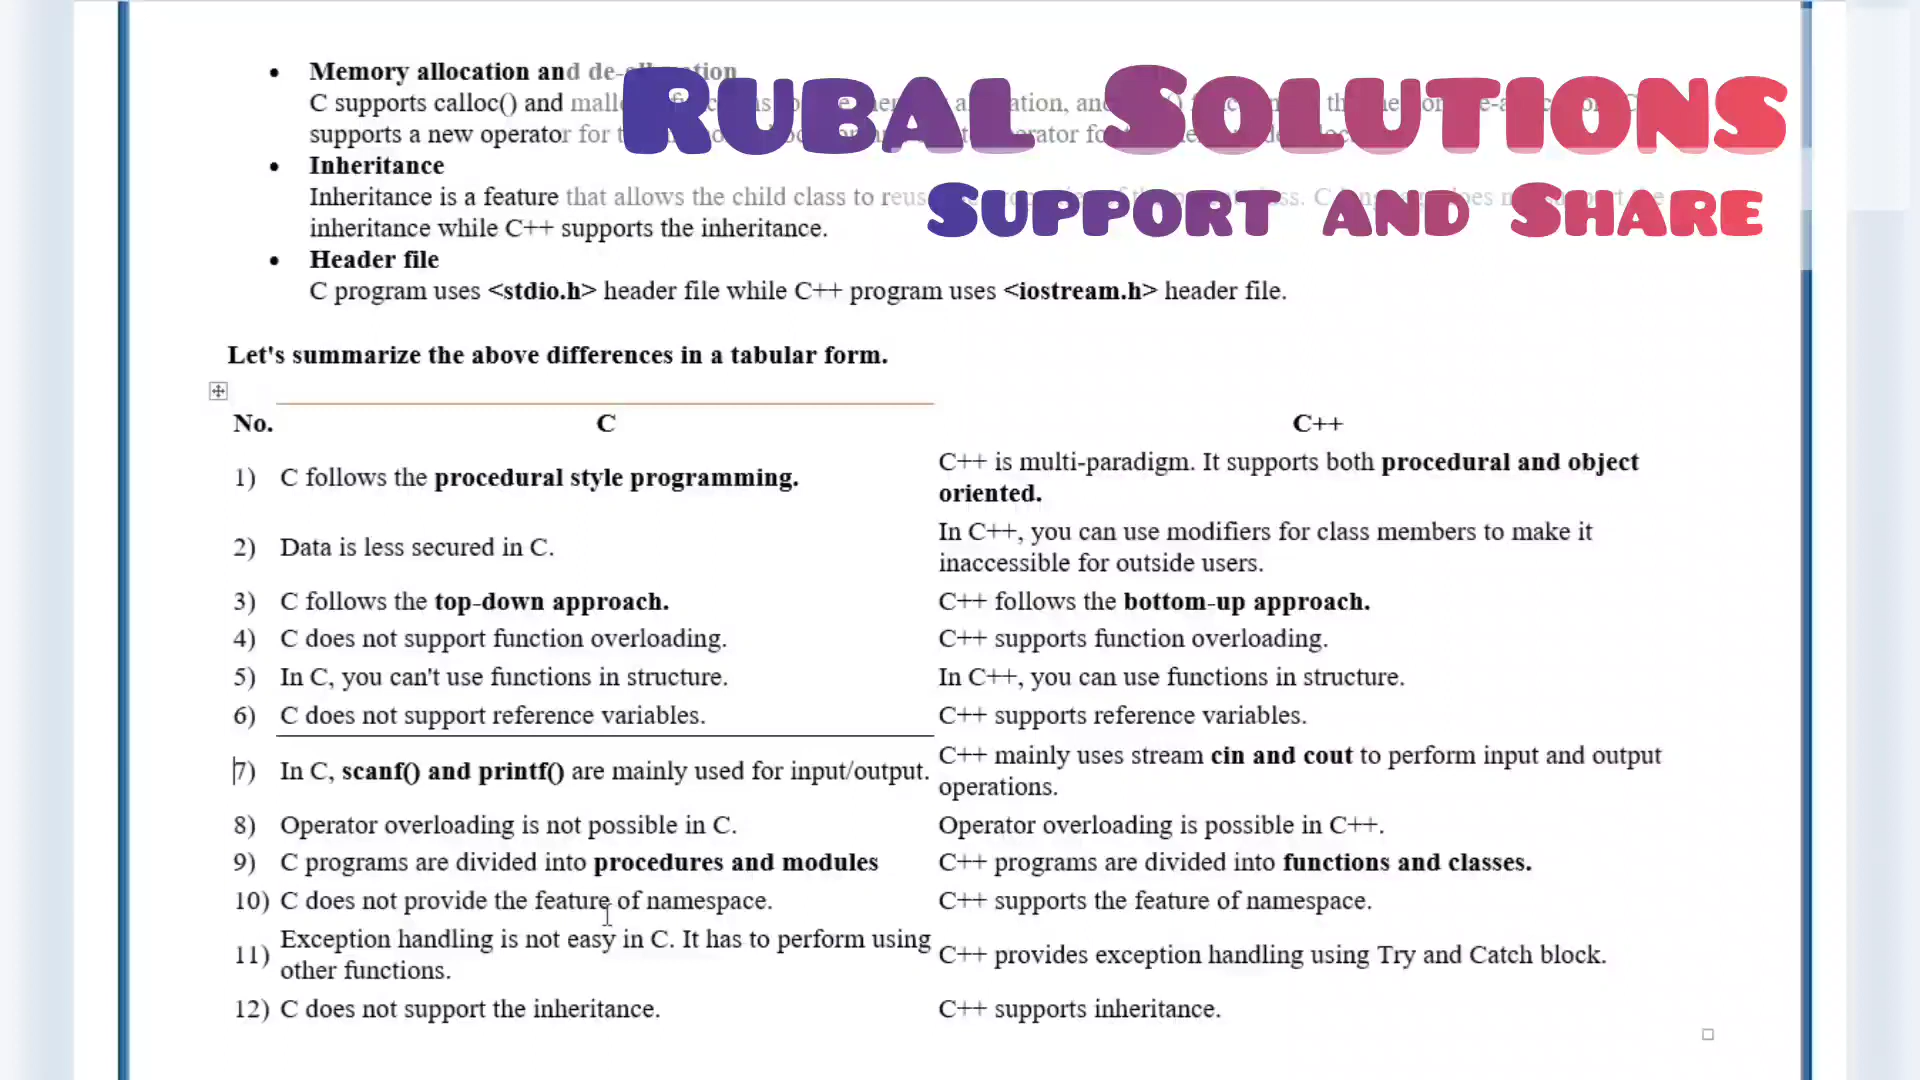 • Memory allocation and de-allocation
RUBAL SOLUTIONS
C supports calloc() and
supports a new operator for
• Inheritance
Inheritance is a feature that allows the child class to reuse
SUPPORT AND SHARE
inheritance while C++ supports the inheritance.
• Header file
C program uses <stdio.h> header file while C++ program uses <iostream.h> header file.
Let's summarize the above differences in a tabular form.
No. C C++
1) C follows the procedural style programming. C++ is multi-paradigm. It supports both procedural and object
oriented.
2) Data is less secured in C. In C++, you can use modifiers for class members to make it
inaccessible for outside users.
3) C follows the top-down approach. C++ follows the bottom-up approach.
4) C does not support function overloading. C++ supports function overloading.
5) In C, you can't use functions in structure. In C++, you can use functions in structure.
6) C does not support reference variables. C++ supports reference variables.
7) In C, scanf() and printf() are mainly used for input/output. C++ mainly uses stream cin and cout to perform input and output
operations.
8) Operator overloading is not possible in C. Operator overloading is possible in C++.
9) C programs are divided into procedures and modules C++ programs are divided into functions and classes.
10) C does not provide the feature of namespace. C++ supports the feature of namespace.
11) Exception handling is not easy in C. It has to perform using
other functions. C++ provides exception handling using Try and Catch block.
12) C does not support the inheritance. C++ supports inheritance.